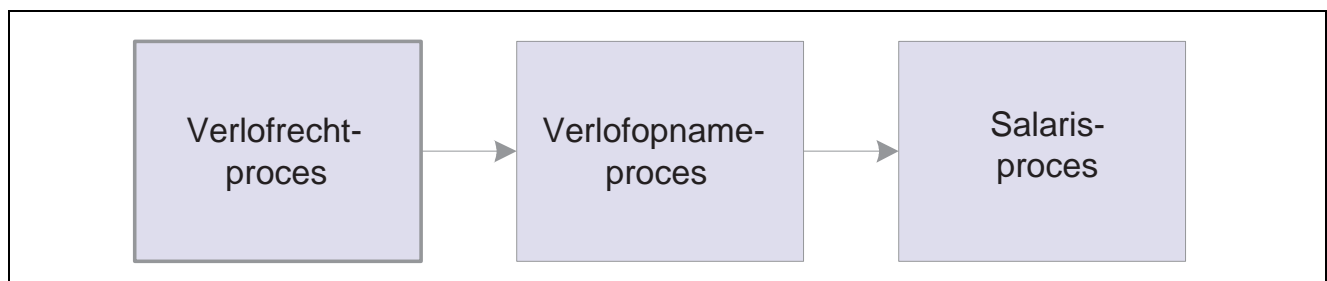 Verlofrecht-
proces
Verlofopname-
proces
Salaris-
proces